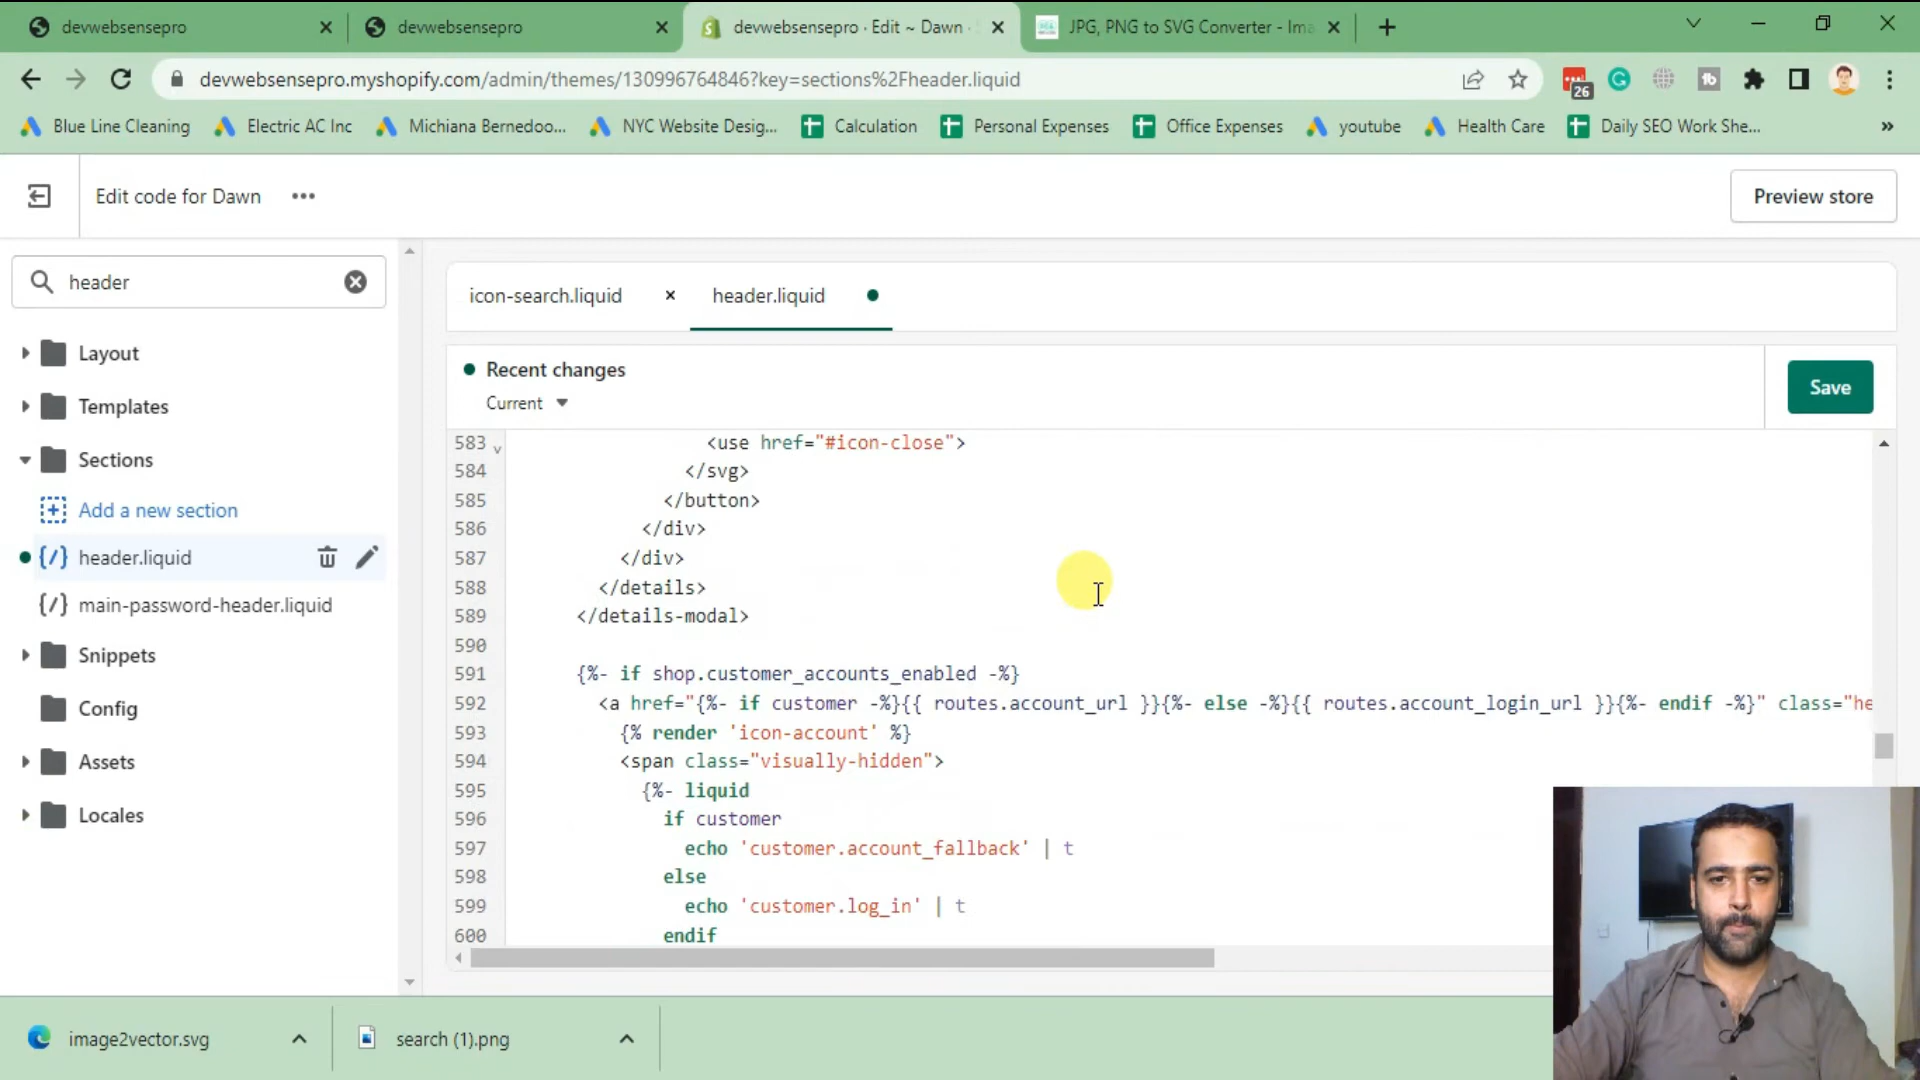 devwebsensepro
devwebsensepro
devwebsensepro · Edit ~ Dawn ·
JPG, PNG to SVG Converter - Ima
devwebsensepro.myshopify.com/admin/themes/130996764846?key=sections%2Fheader.liquid
26
Blue Line Cleaning
Electric AC Inc
Michiana Bernedoo...
NYC Website Desig...
Calculation
Personal Expenses
Office Expenses
youtube
Health Care
Daily SEO Work She...
»
Edit code for Dawn
Preview store
header
Layout
Templates
Sections
Add a new section
{/} header.liquid
{/} main-password-header.liquid
Snippets
Config
Assets
Locales
icon-search.liquid
header.liquid
Recent changes
Current
Save
583 <use href="#icon-close">
584 </svg>
585 </button>
586 </div>
587 </div>
588 </details>
589 </details-modal>
590
591 {%- if shop.customer_accounts_enabled -%}
592 <a href="{%- if customer -%}{{ routes.account_url }}{%- else -%}{{ routes.account_login_url }}{%- endif -%}" class="he
593 {% render 'icon-account' %}
594 <span class="visually-hidden">
595 {%- liquid
596 if customer
597 echo 'customer.account_fallback' | t
598 else
599 echo 'customer.log_in' | t
600 endif
image2vector.svg
search (1).png